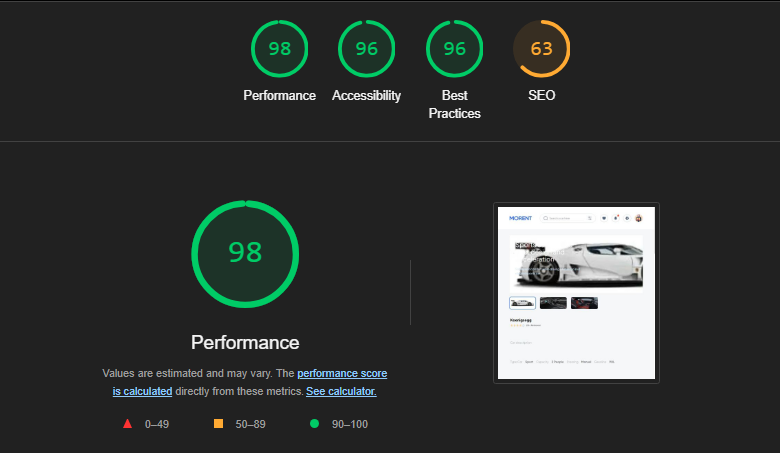 98
96
96
63
Performance
Accessibility
Best
Practices
SEO
98
Performance
Values are estimated and may vary. The performance score
is calculated directly from these metrics. See calculator.
0–49
50–89
90–100
MORENT
Koenigsegg